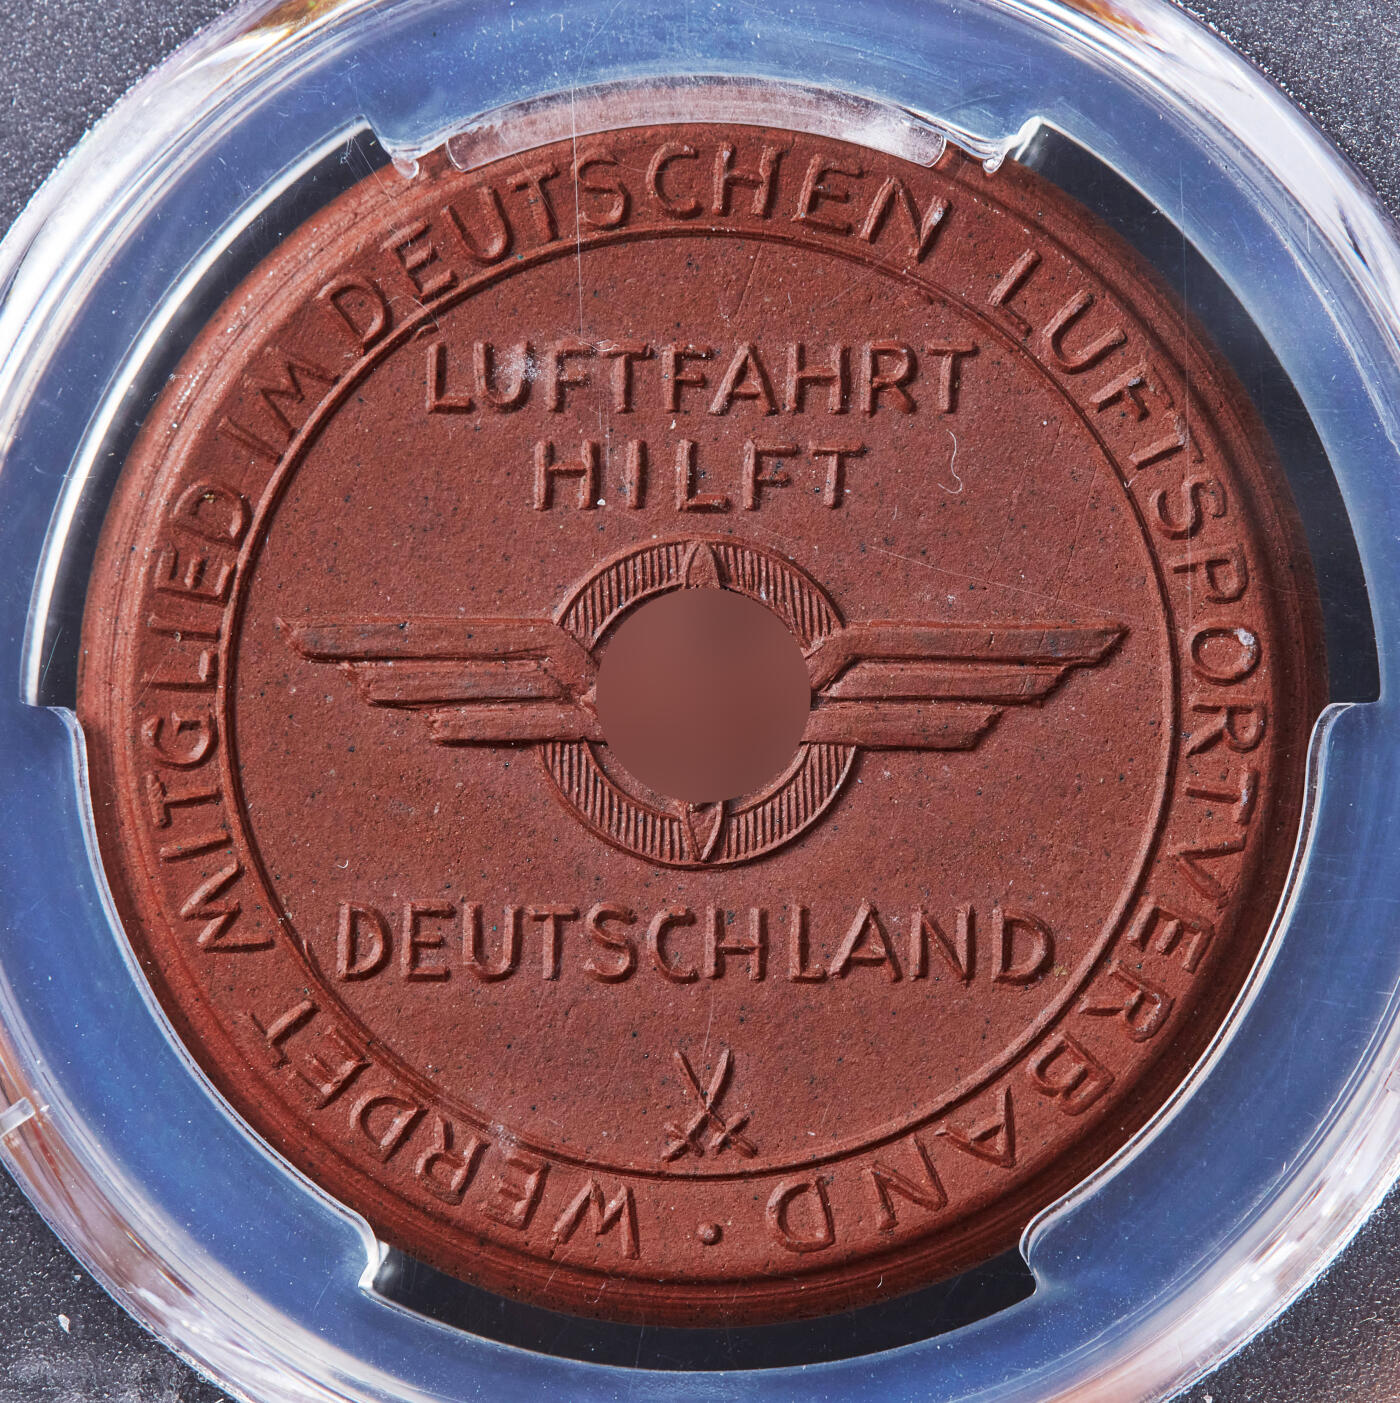 WERDET MITGLIED IM DEUTSCHEN LUFTSPORTVERBAND ·
LUFTFAHRT
HILFT
DEUTSCHLAND